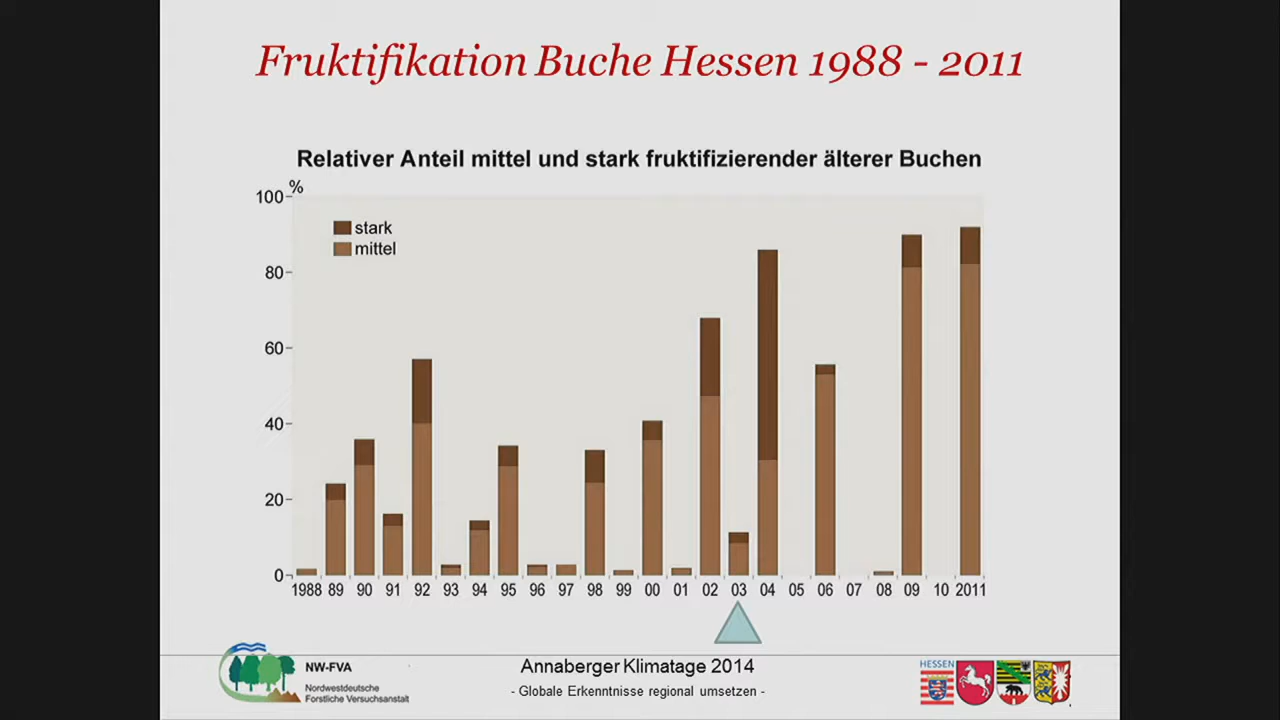 Fruktifikation Buche Hessen 1988 - 2011
Relativer Anteil mittel und stark fruktifizierender älterer Buchen
%
100
80
60
40
20
0
stark
mittel
1988 89 90 91 92 93 94 95 96 97 98 99 00 01 02 03 04 05 06 07 08 09 10 2011
NW-FVA
Nordwestdeutsche
Forstliche Versuchsanstalt
Annaberger Klimatage 2014
- Globale Erkenntnisse regional umsetzen -
HESSEN